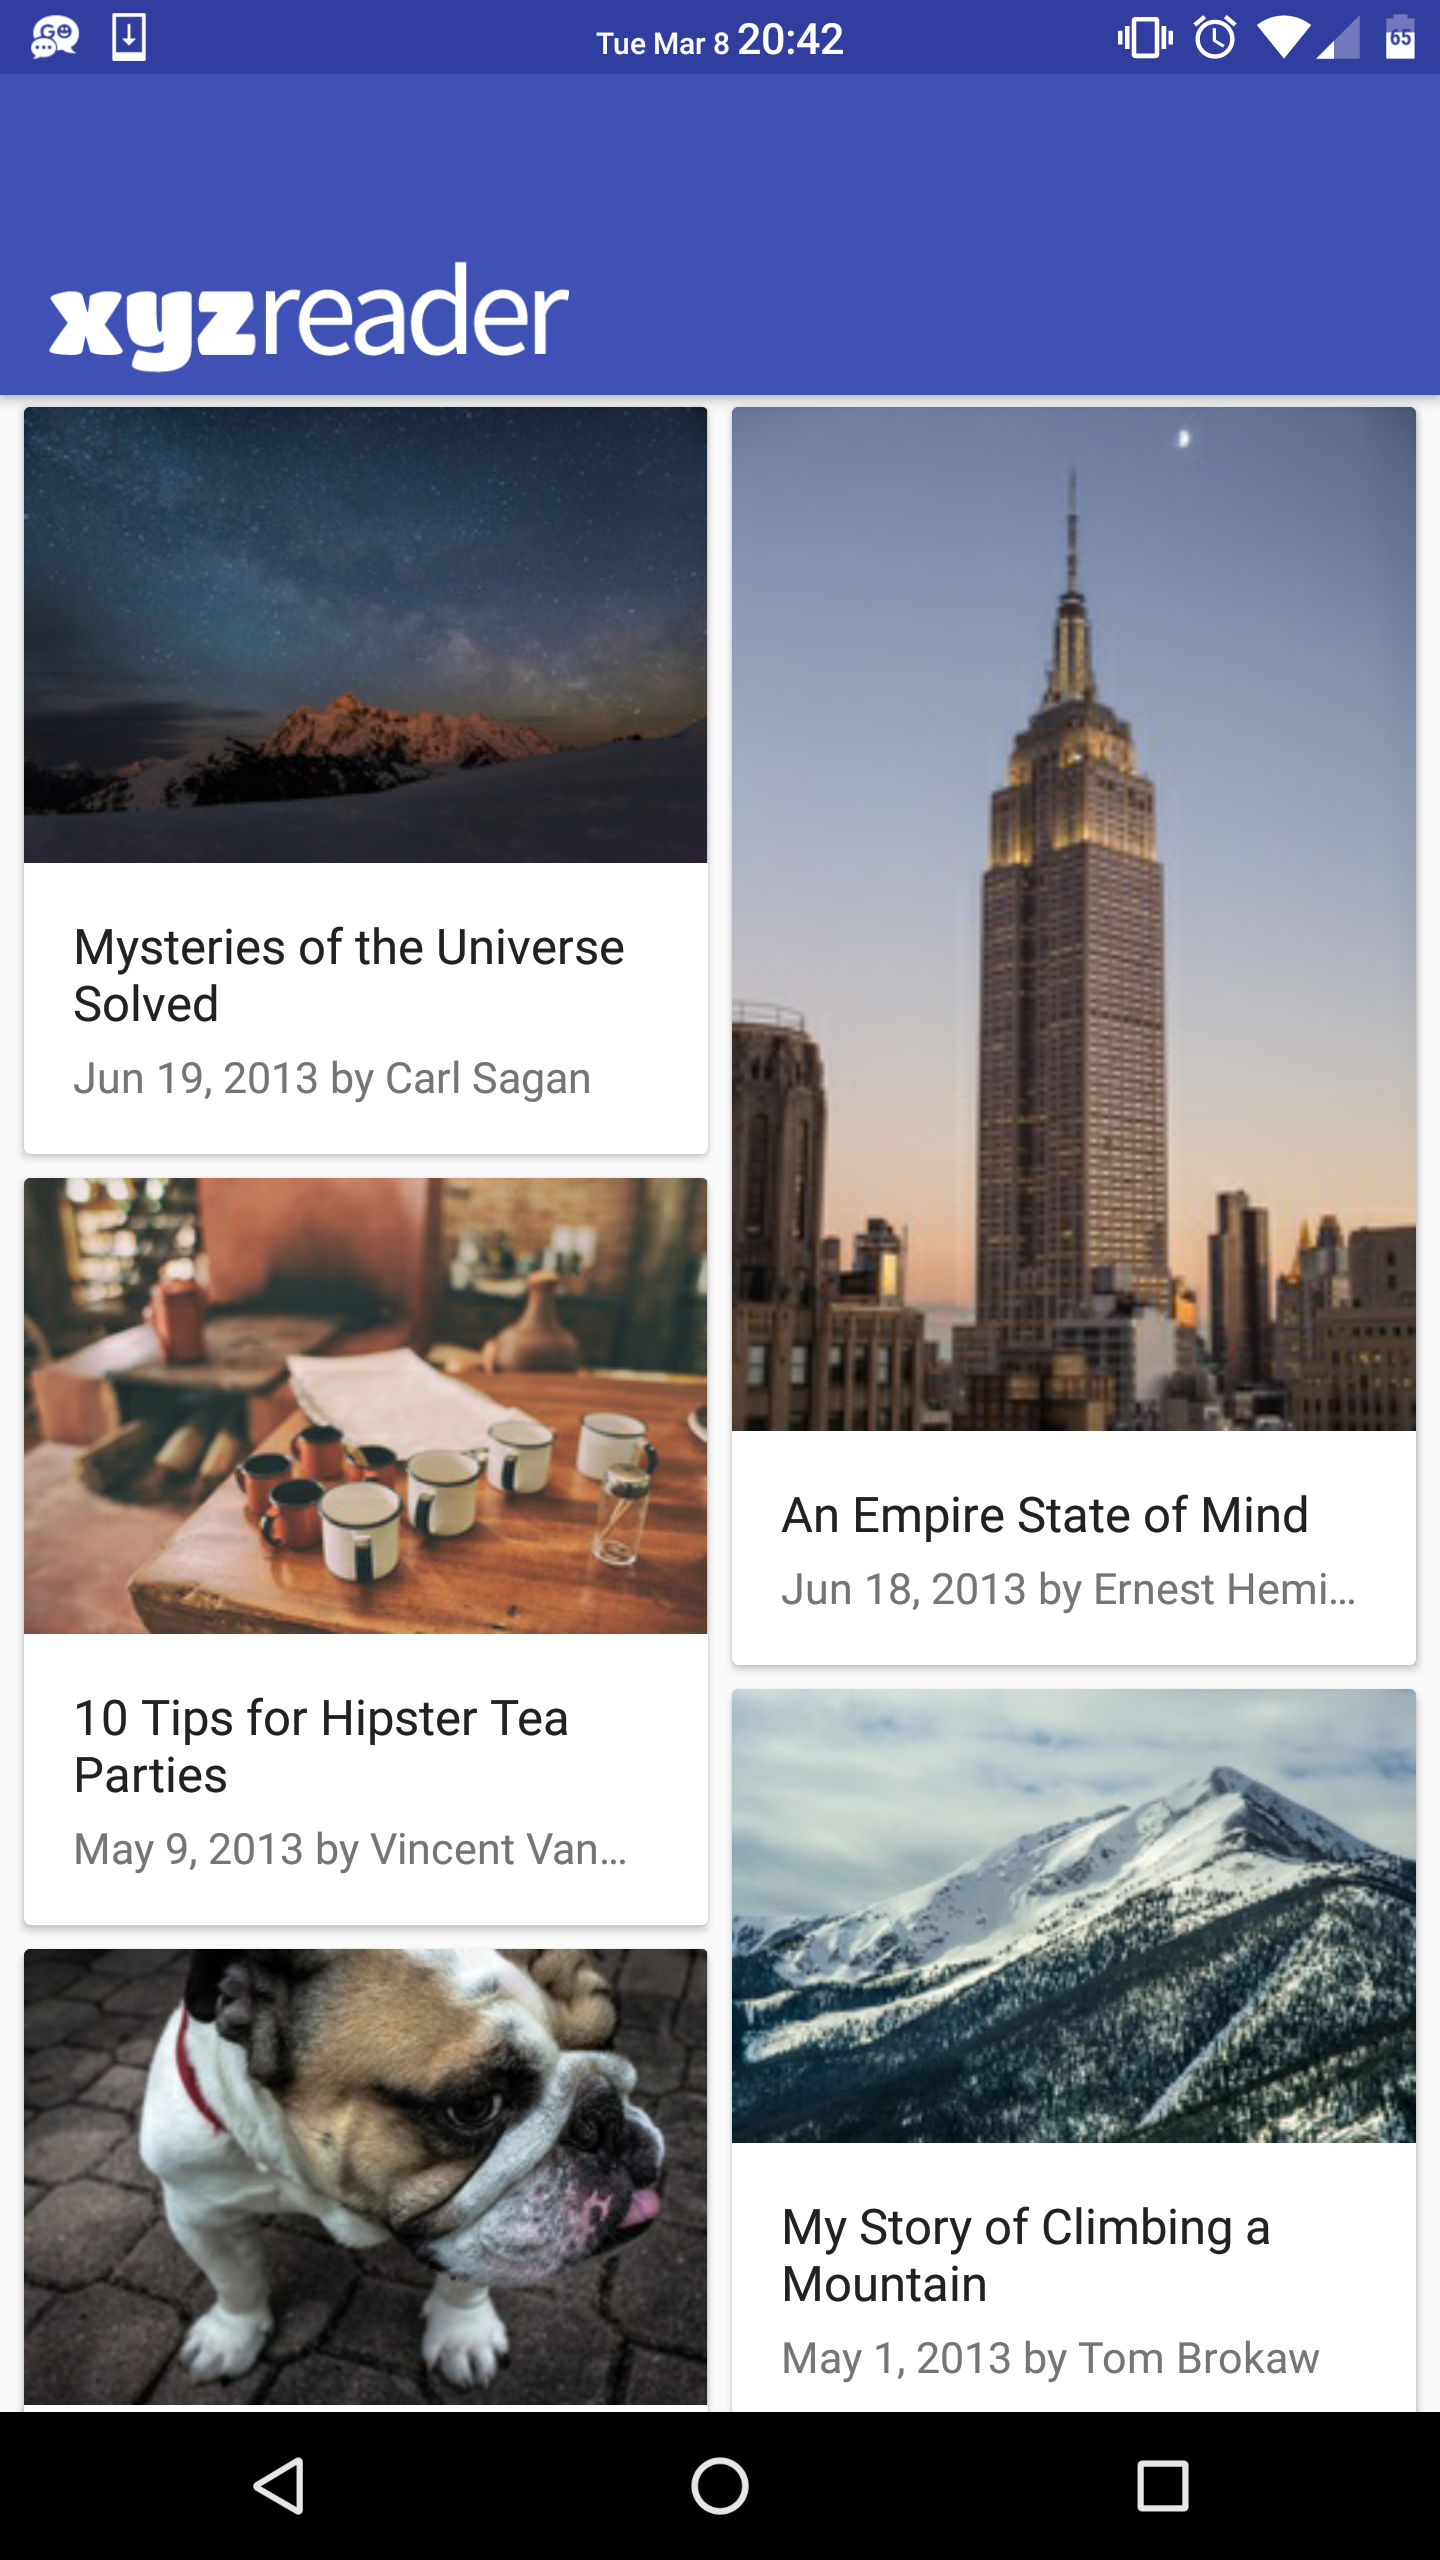 GO
Tue Mar 8 20:42
65
xyzreader
Mysteries of the Universe
Solved
Jun 19, 2013 by Carl Sagan
An Empire State of Mind
Jun 18, 2013 by Ernest Hemi...
10 Tips for Hipster Tea
Parties
May 9, 2013 by Vincent Van...
My Story of Climbing a
Mountain
May 1, 2013 by Tom Brokaw